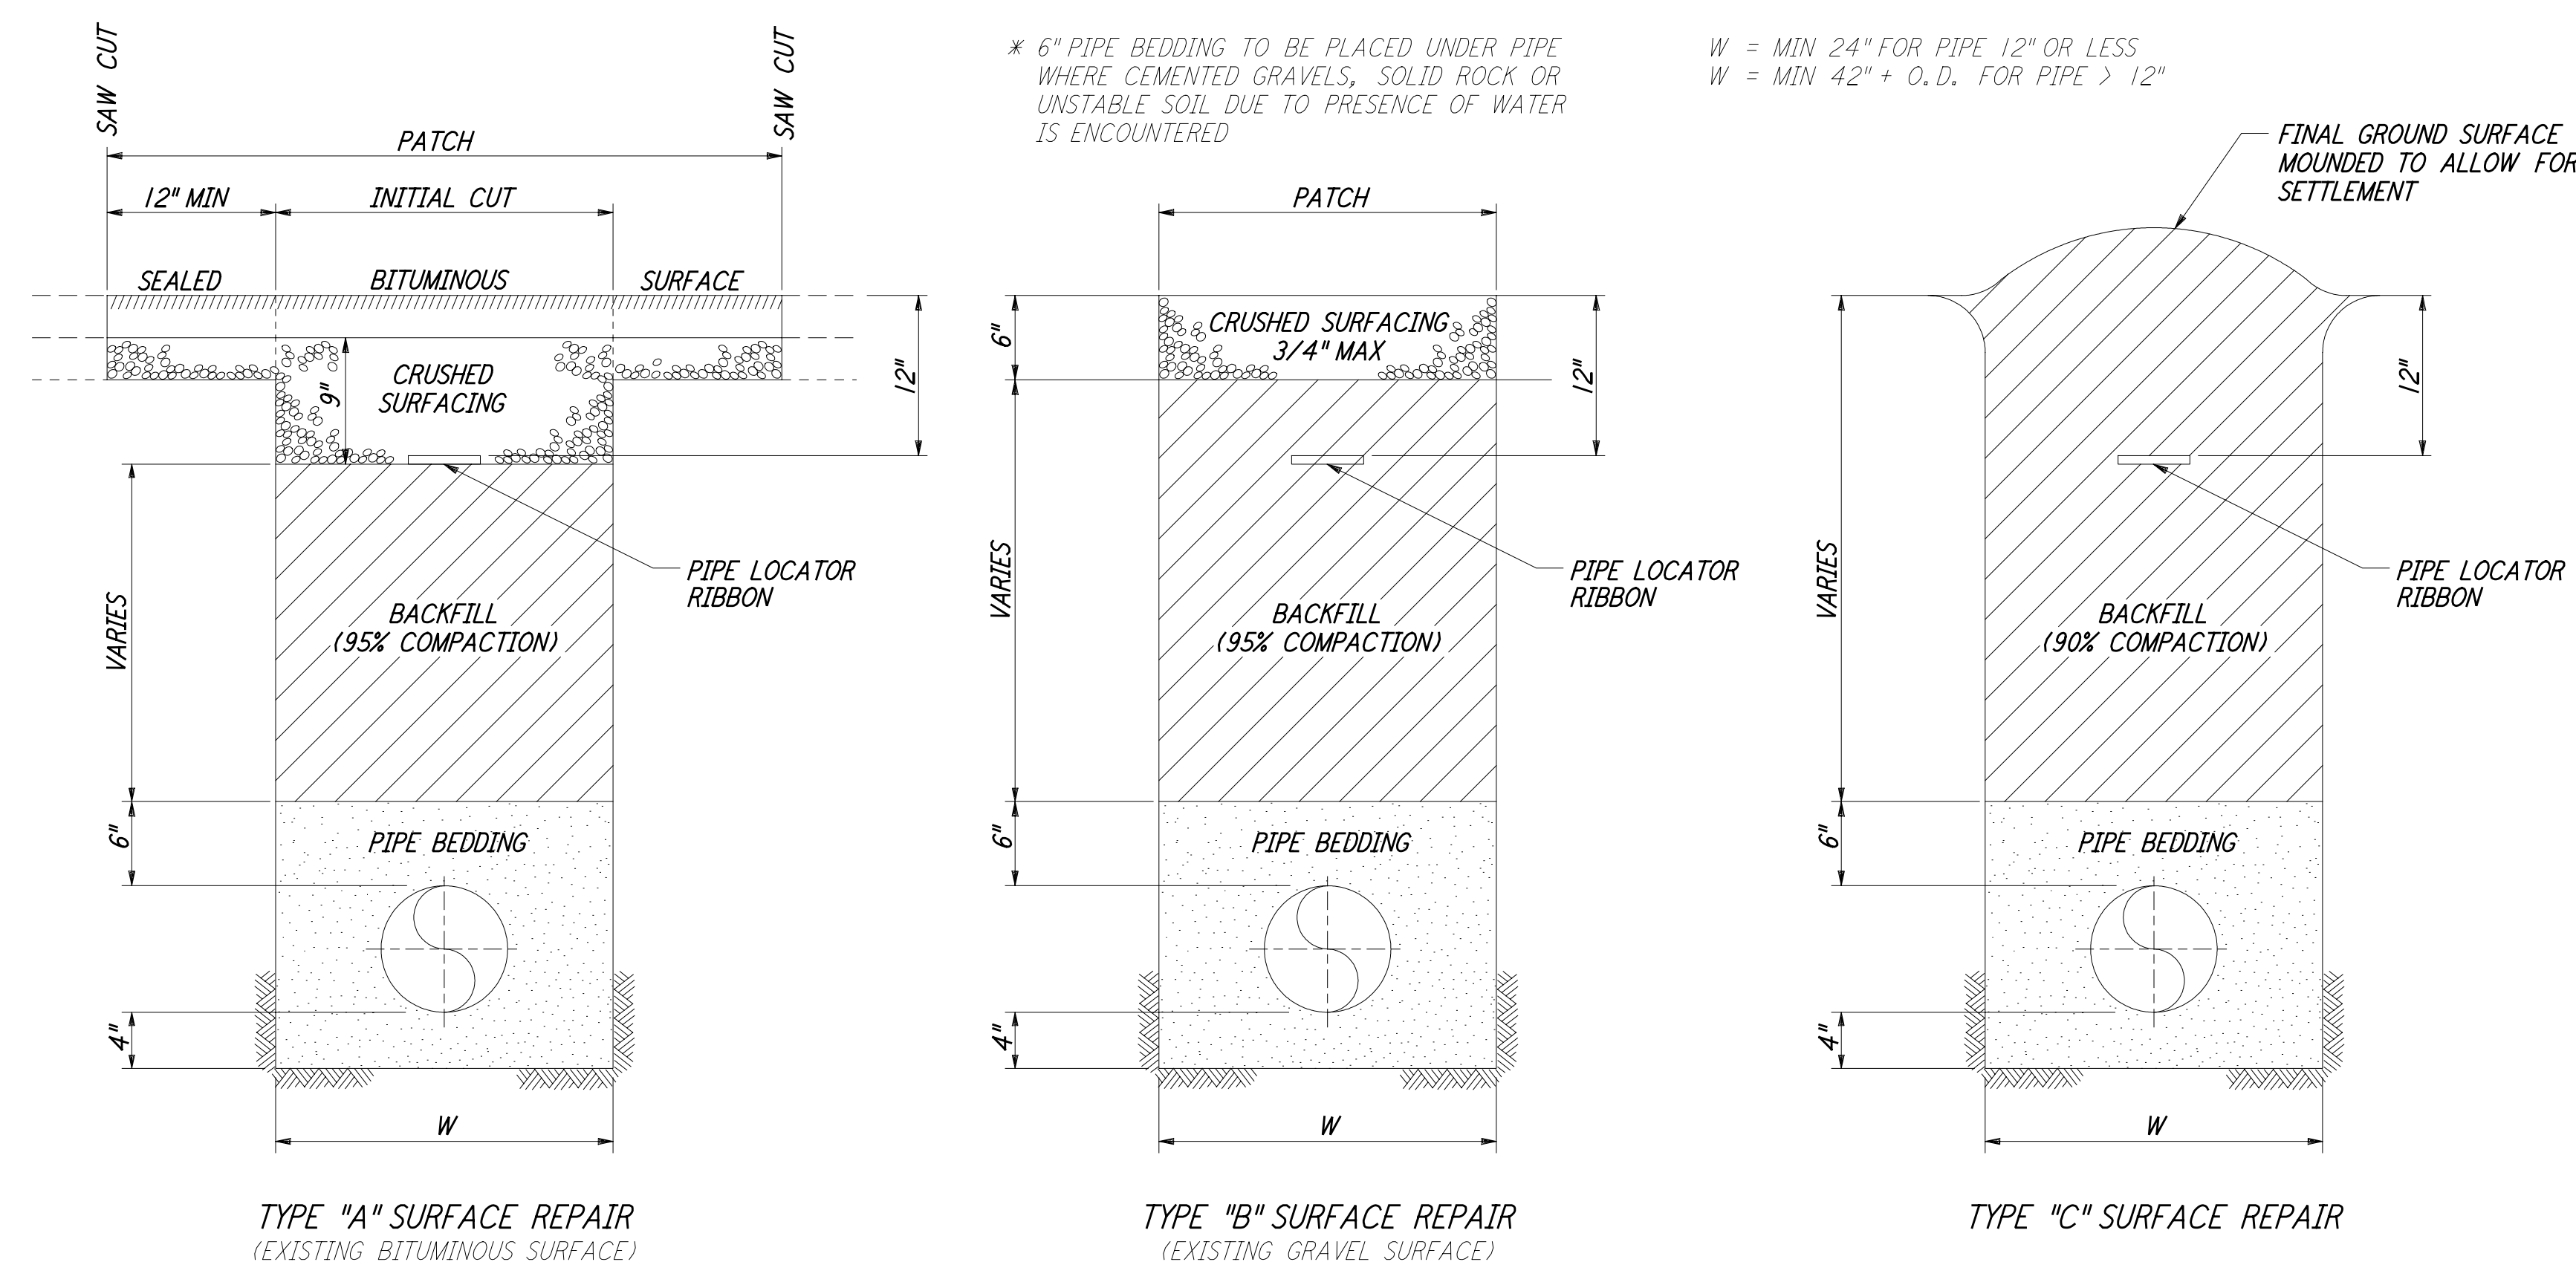 SAW CUT
SAW CUT
PATCH
12" MIN
INITIAL CUT
SEALED
BITUMINOUS
SURFACE
12"
9"
CRUSHED
SURFACING
PIPE LOCATOR
RIBBON
VARIES
BACKFILL
(95% COMPACTION)
6"
PIPE BEDDING
4"
W
TYPE "A" SURFACE REPAIR
(EXISTING BITUMINOUS SURFACE)
* 6" PIPE BEDDING TO BE PLACED UNDER PIPE
WHERE CEMENTED GRAVELS, SOLID ROCK OR
UNSTABLE SOIL DUE TO PRESENCE OF WATER
IS ENCOUNTERED
PATCH
6"
CRUSHED SURFACING
3/4" MAX
12"
PIPE LOCATOR
RIBBON
VARIES
BACKFILL
(95% COMPACTION)
6"
PIPE BEDDING
4"
W
TYPE "B" SURFACE REPAIR
(EXISTING GRAVEL SURFACE)
W = MIN 24" FOR PIPE 12" OR LESS
W = MIN 42" + O.D. FOR PIPE > 12"
FINAL GROUND SURFACE
MOUNDED TO ALLOW FOR
SETTLEMENT
12"
PIPE LOCATOR
RIBBON
VARIES
BACKFILL
(90% COMPACTION)
6"
PIPE BEDDING
4"
W
TYPE "C" SURFACE REPAIR